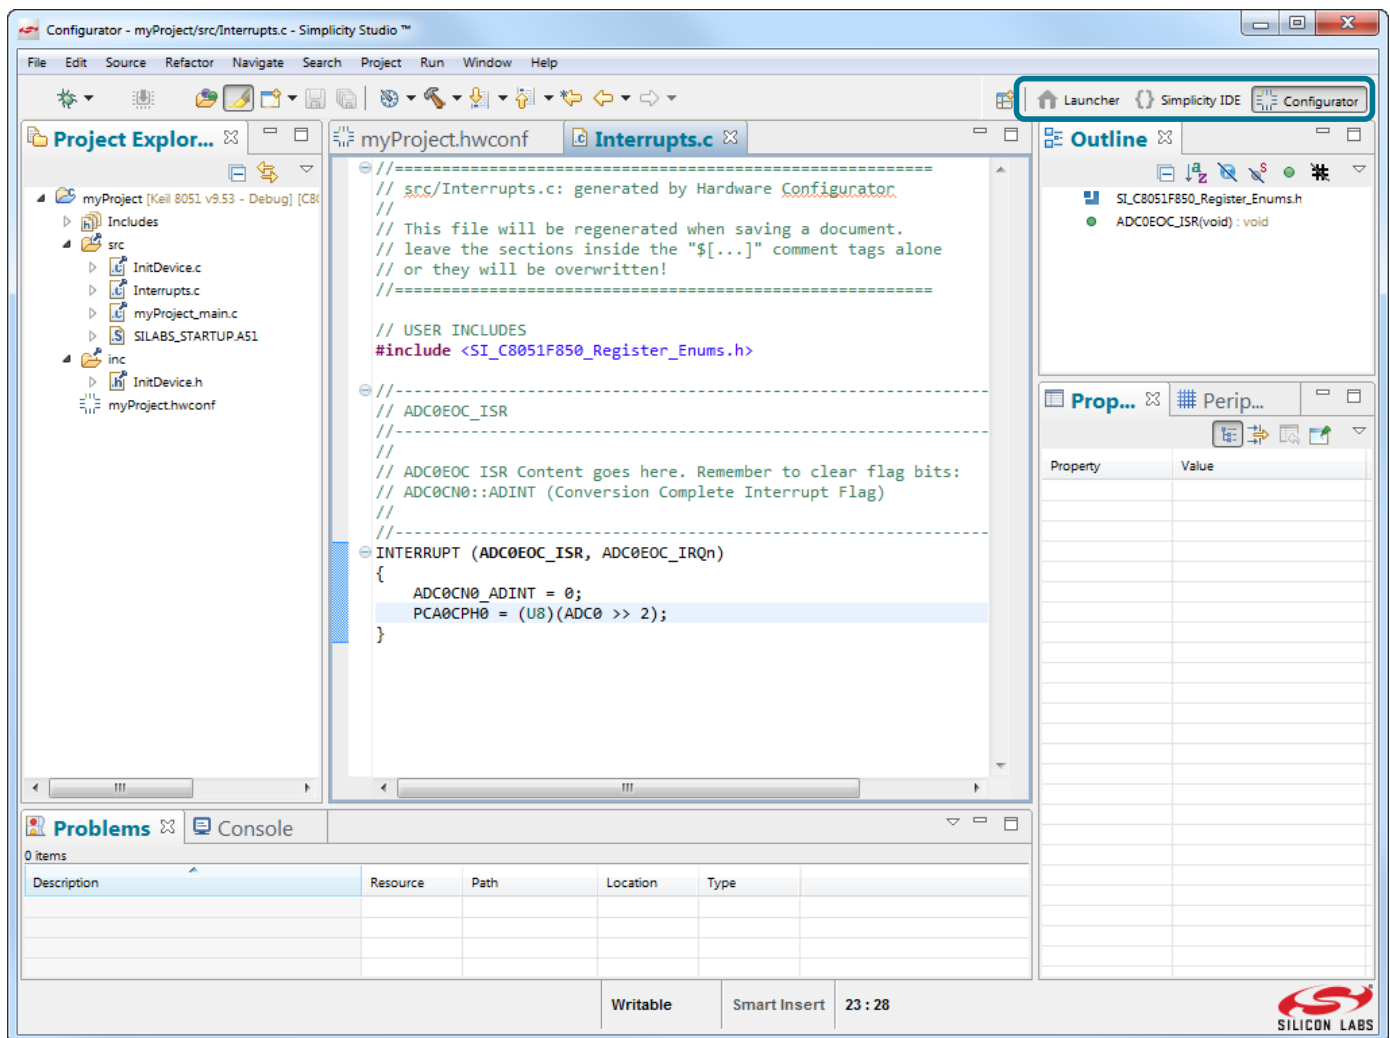 Configurator - myProject/src/Interrupts.c - Simplicity Studio ™
File Edit Source Refactor Navigate Search Project Run Window Help
Launcher Simplicity IDE Configurator
Project Explor...
myProject [Keil 8051 v9.53 - Debug] [C8
Includes
src
InitDevice.c
Interrupts.c
myProject_main.c
SILABS_STARTUP.A51
inc
InitDevice.h
myProject.hwconf
myProject.hwconf Interrupts.c
//=========================================================
// src/Interrupts.c: generated by Hardware Configurator
//
// This file will be regenerated when saving a document.
// leave the sections inside the "$[...]" comment tags alone
// or they will be overwritten!
//=========================================================
// USER INCLUDES
#include <SI_C8051F850_Register_Enums.h>
//---------------------------------------------------------------
// ADC0EOC_ISR
//---------------------------------------------------------------
//
// ADC0EOC ISR Content goes here. Remember to clear flag bits:
// ADC0CN0::ADINT (Conversion Complete Interrupt Flag)
//
//---------------------------------------------------------------
INTERRUPT (ADC0EOC_ISR, ADC0EOC_IRQn)
{
ADC0CN0_ADINT = 0;
PCA0CPH0 = (U8)(ADC0 >> 2);
}
Outline
SI_C8051F850_Register_Enums.h
ADC0EOC_ISR(void) : void
Prop... Perip...
Property Value
Problems Console
0 items
Description Resource Path Location Type
Writable Smart Insert 23 : 28
SILICON LABS